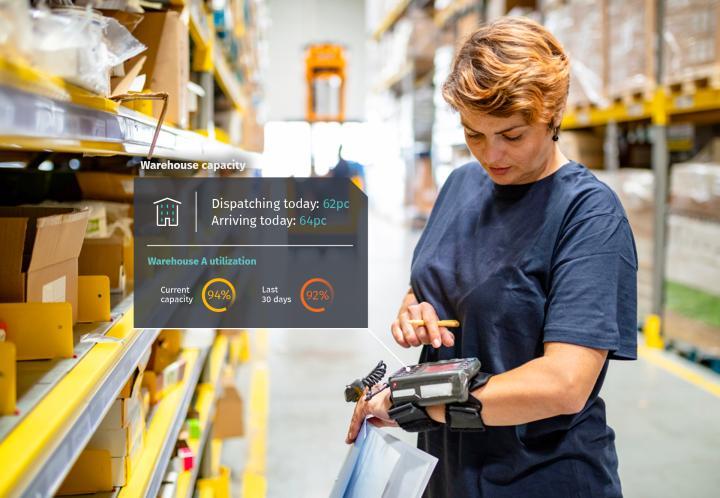 Warehouse capacity
Dispatching today: 62pc
Arriving today: 64pc
Warehouse A utilization
Current
capacity
94%
Last
30 days
92%